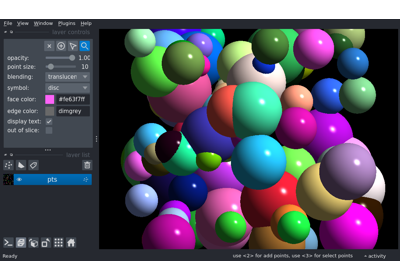 File View Window Plugins Help
layer controls
opacity: 1.00
point size: 10
blending: translucen
symbol: disc
face color: #fe63f7ff
edge color: dimgrey
display text: ✓
out of slice:
layer list
pts
Ready use <2> for add points, use <3> for select points activity